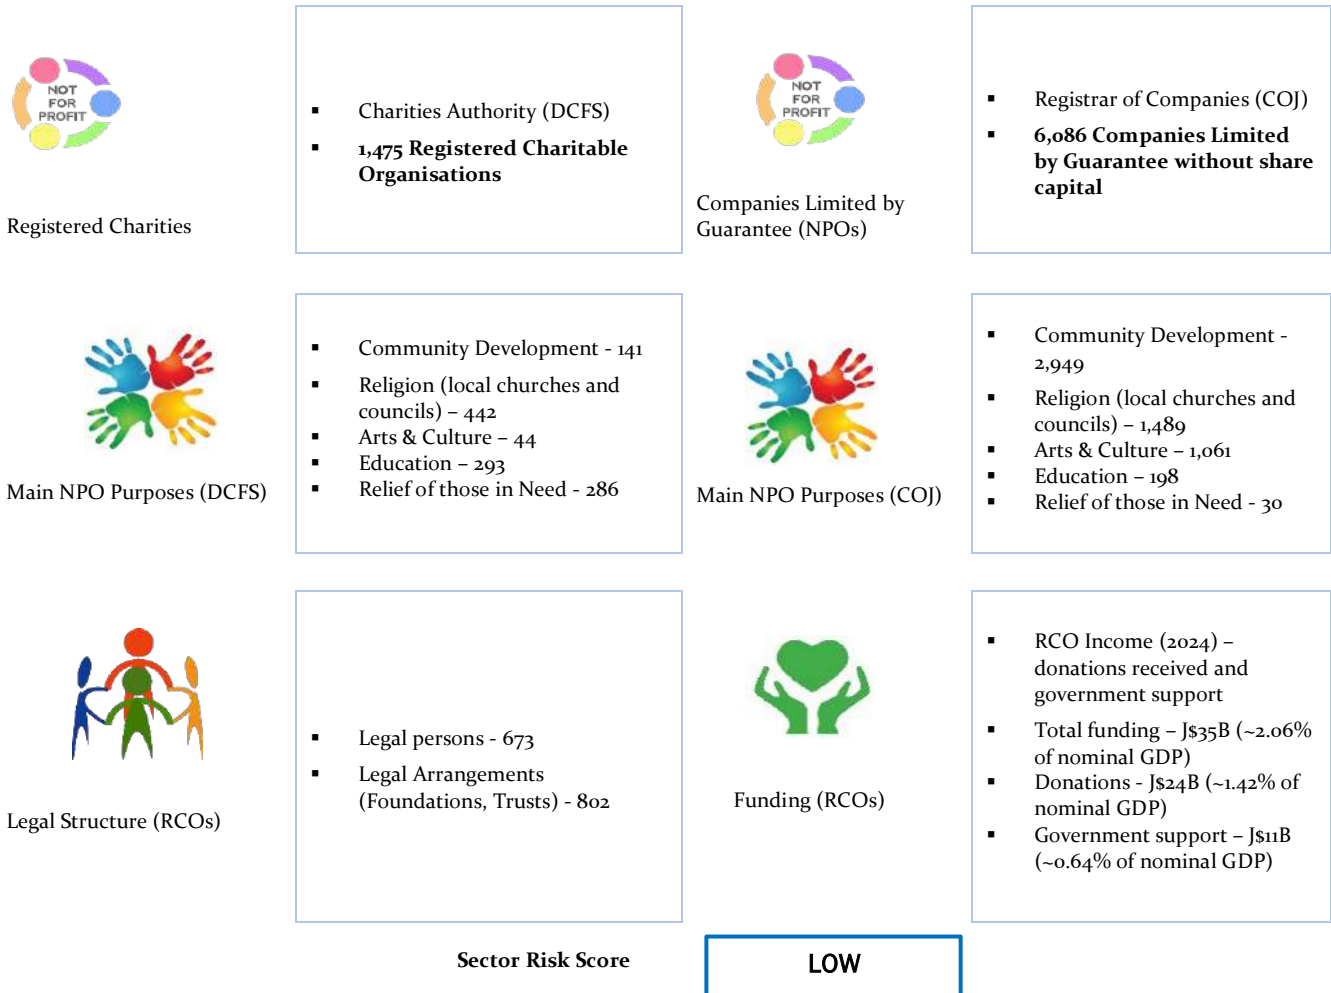 NOT
FOR
PROFIT
Registered Charities
▪ Charities Authority (DCFS)
▪ 1,475 Registered Charitable
Organisations
NOT
FOR
PROFIT
Companies Limited by
Guarantee (NPOs)
▪ Registrar of Companies (COJ)
▪ 6,086 Companies Limited
by Guarantee without share
capital
Main NPO Purposes (DCFS)
▪ Community Development - 141
▪ Religion (local churches and
councils) – 442
▪ Arts & Culture – 44
▪ Education – 293
▪ Relief of those in Need - 286
Main NPO Purposes (COJ)
▪ Community Development -
2,949
▪ Religion (local churches and
councils) – 1,489
▪ Arts & Culture – 1,061
▪ Education – 198
▪ Relief of those in Need - 30
Legal Structure (RCOs)
▪ Legal persons - 673
▪ Legal Arrangements
(Foundations, Trusts) - 802
Funding (RCOs)
▪ RCO Income (2024) –
donations received and
government support
▪ Total funding – J$35B (~2.06%
of nominal GDP)
▪ Donations - J$24B (~1.42% of
nominal GDP)
▪ Government support – J$11B
(~0.64% of nominal GDP)
Sector Risk Score
LOW